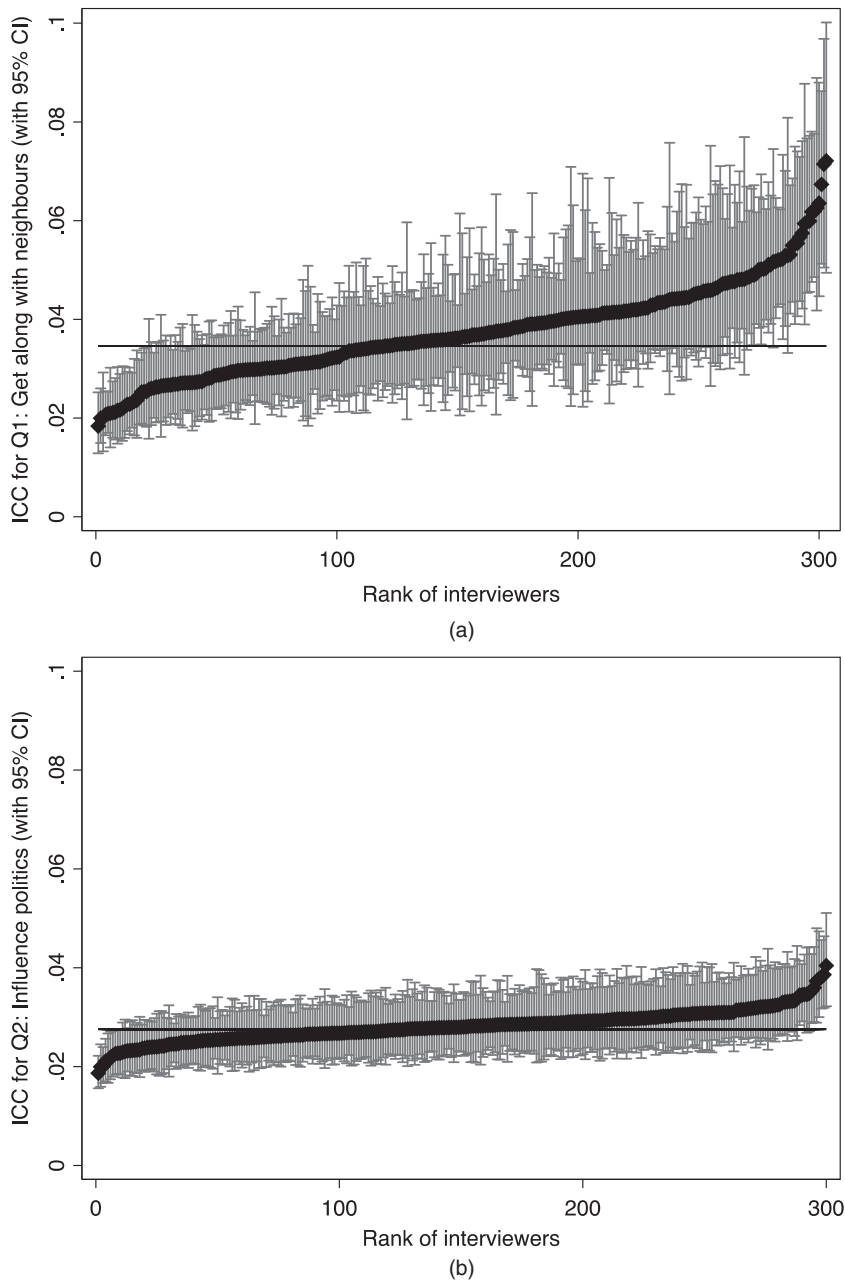 ICC for Q1: Get along with neighbours (with 95% CI)
.1
.08
.06
.04
.02
0
0 100 200 300
Rank of interviewers
(a)
ICC for Q2: Influence politics (with 95% CI)
.1
.08
.06
.04
.02
0
0 100 200 300
Rank of interviewers
(b)